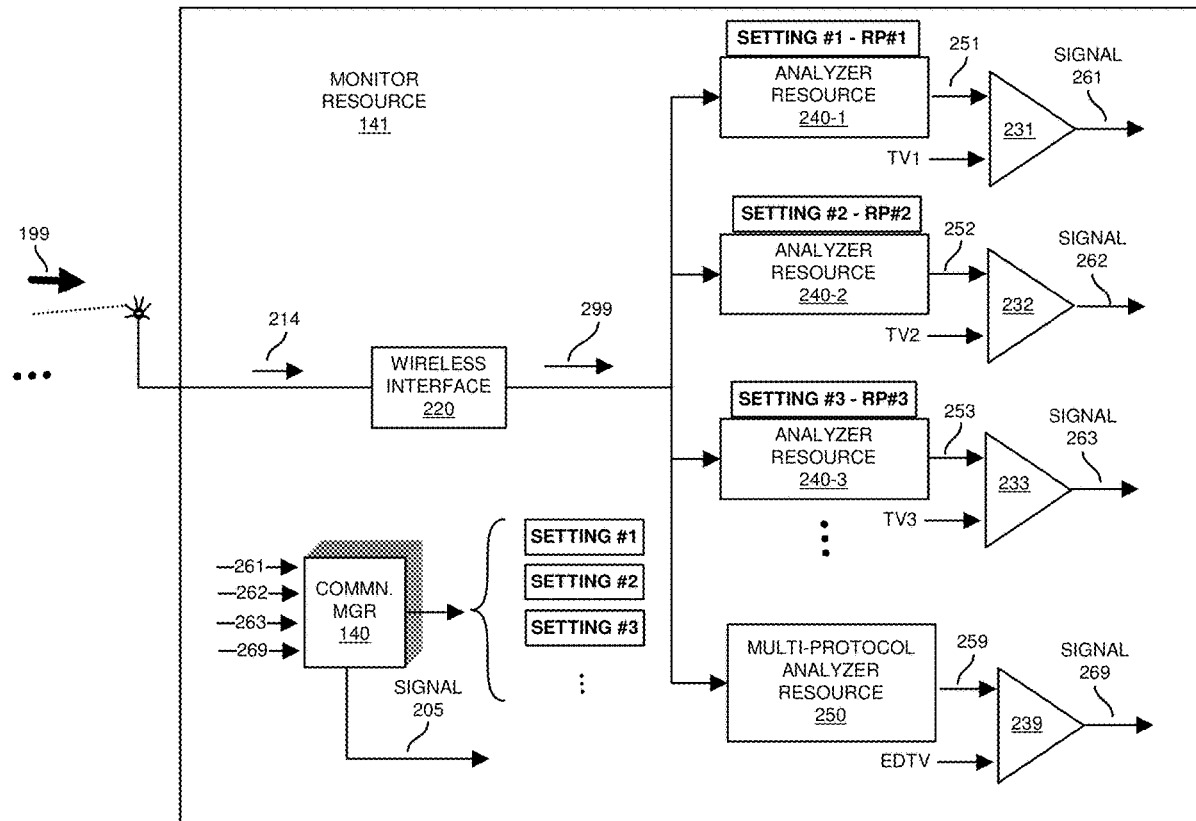 SETTING #1 - RP#1
ANALYZER
RESOURCE
240-1
251
SIGNAL
261
231
TV1
MONITOR
RESOURCE
141
SETTING #2 - RP#2
ANALYZER
RESOURCE
240-2
252
SIGNAL
262
232
TV2
199
214
WIRELESS
INTERFACE
220
299
SETTING #3 - RP#3
ANALYZER
RESOURCE
240-3
253
SIGNAL
263
233
TV3
261
262
263
269
COMMN.
MGR
140
SETTING #1
SETTING #2
SETTING #3
SIGNAL
205
MULTI-PROTOCOL
ANALYZER
RESOURCE
250
259
SIGNAL
269
239
EDTV